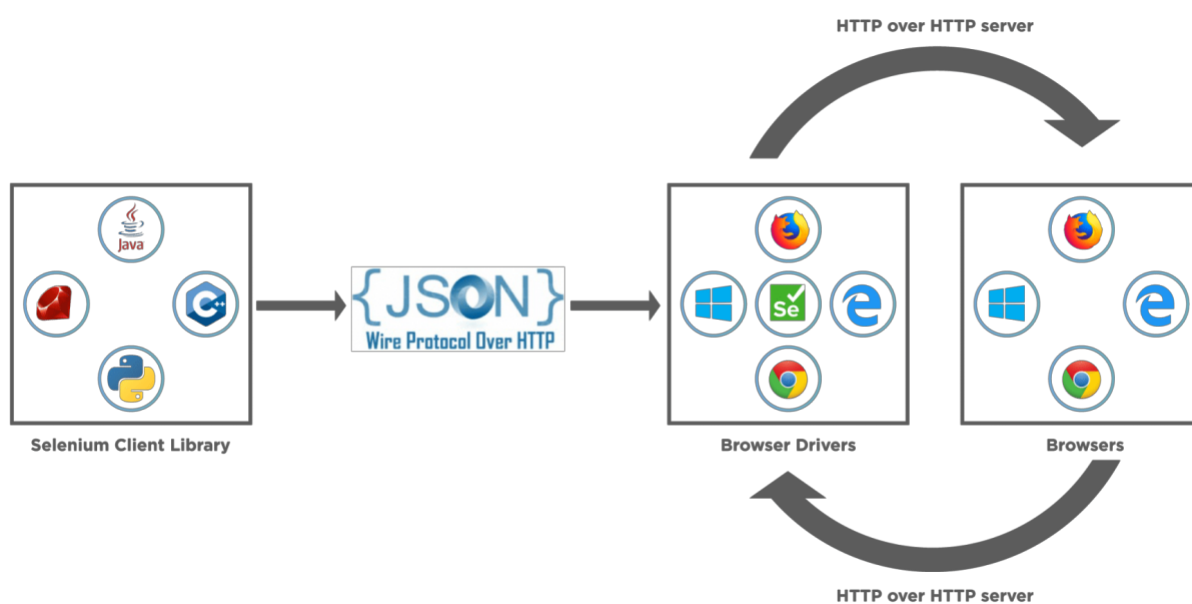 HTTP over HTTP server
Java
C++
{JSON}
Wire Protocol Over HTTP
Se
Selenium Client Library
Browser Drivers
Browsers
HTTP over HTTP server